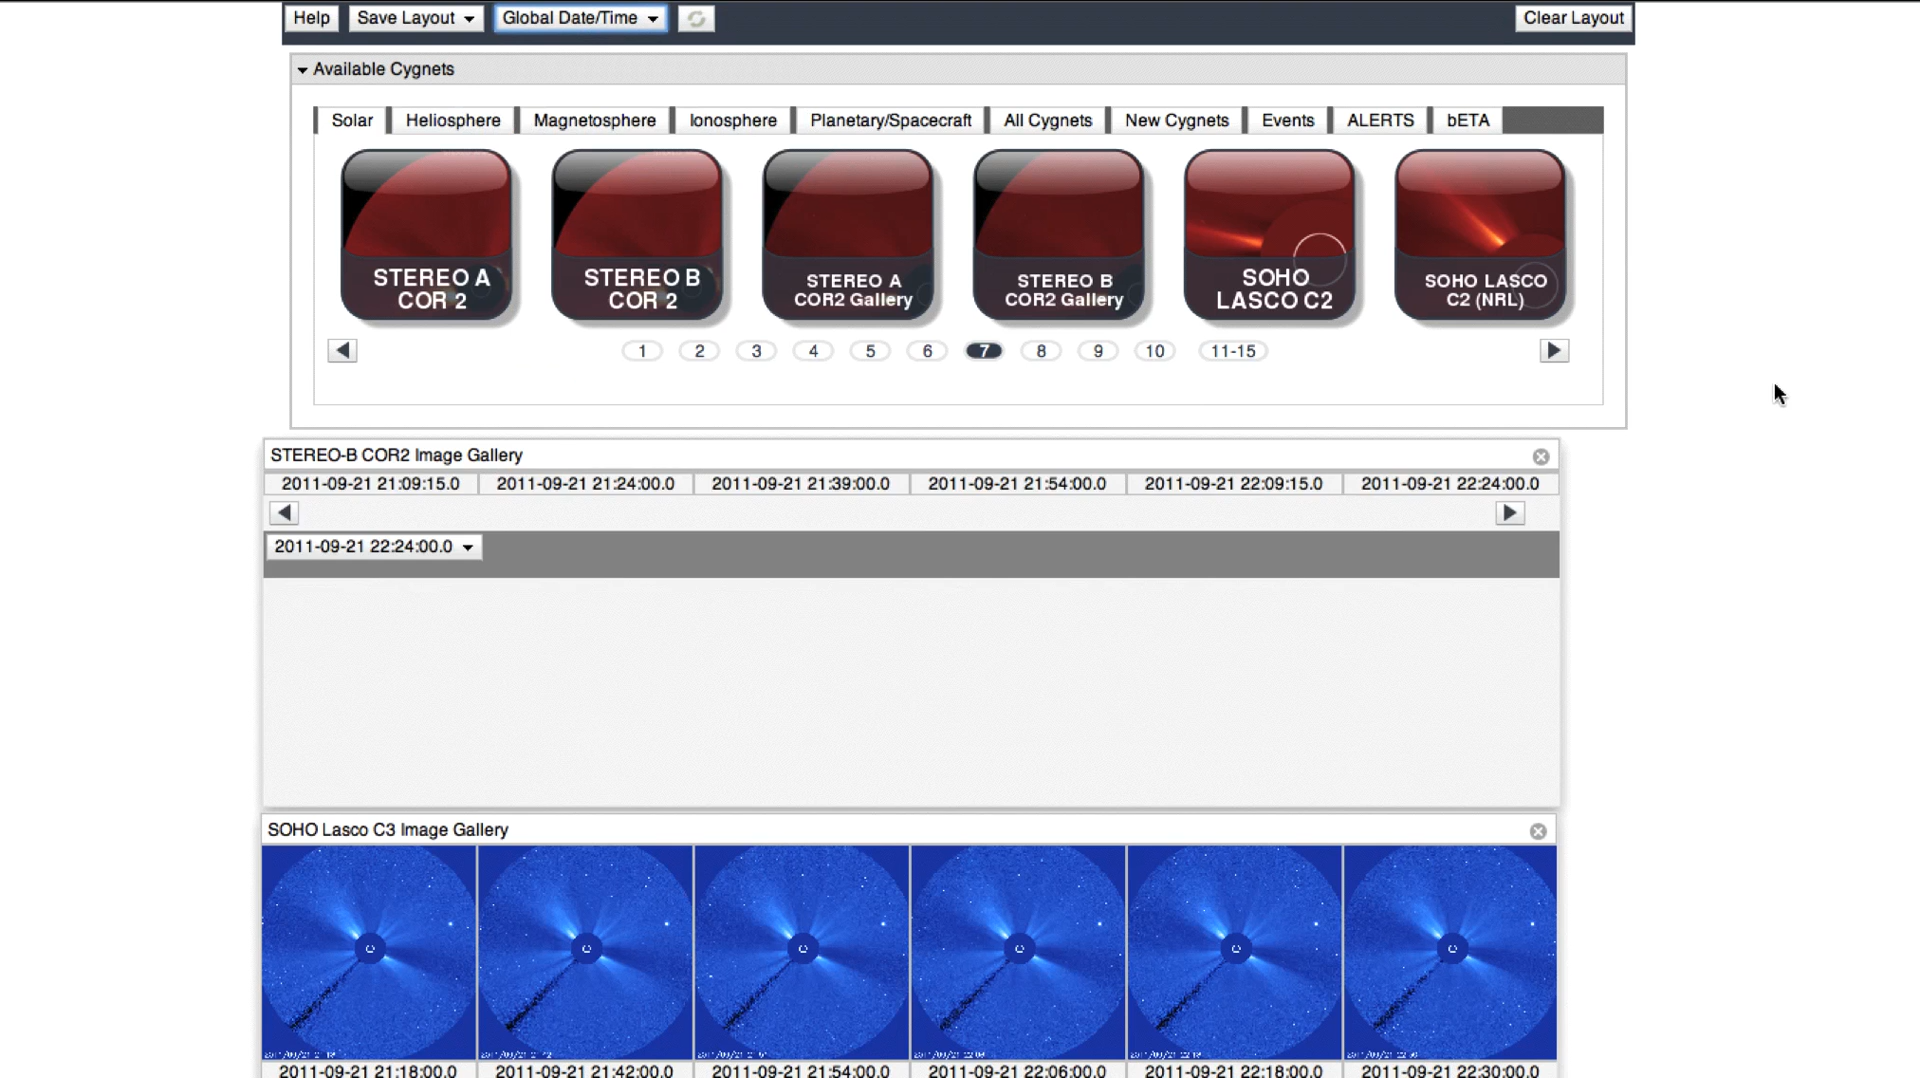 Help Save Layout Global Date/Time Clear Layout
Available Cygnets
Solar Heliosphere Magnetosphere Ionosphere Planetary/Spacecraft All Cygnets New Cygnets Events ALERTS bETA
STEREO A
COR 2
STEREO B
COR 2
STEREO A
COR2 Gallery
STEREO B
COR2 Gallery
SOHO
LASCO C2
SOHO LASCO
C2 (NRL)
1 2 3 4 5 6 7 8 9 10 11-15
STEREO-B COR2 Image Gallery
2011-09-21 21:09:15.0 2011-09-21 21:24:00.0 2011-09-21 21:39:00.0 2011-09-21 21:54:00.0 2011-09-21 22:09:15.0 2011-09-21 22:24:00.0
2011-09-21 22:24:00.0
SOHO Lasco C3 Image Gallery
2011-09-21 21:18:00.0 2011-09-21 21:42:00.0 2011-09-21 21:54:00.0 2011-09-21 22:06:00.0 2011-09-21 22:18:00.0 2011-09-21 22:30:00.0